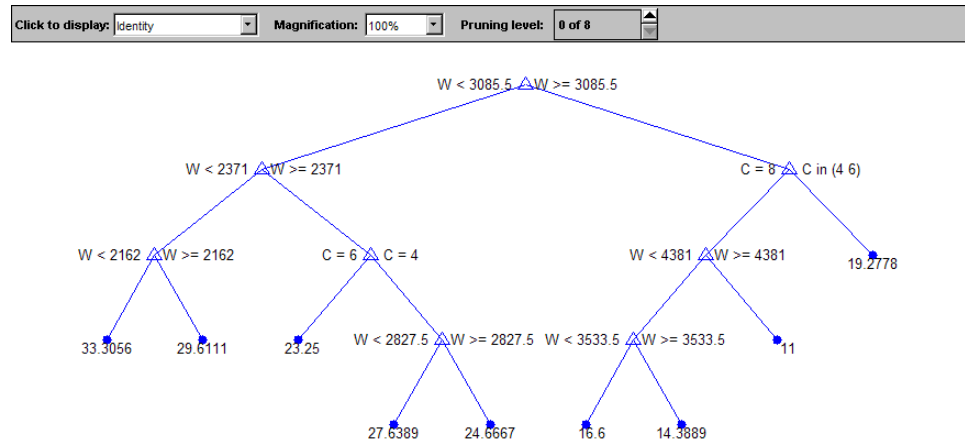 Click to display: Identity Magnification: 100% Pruning level: 0 of 8
W < 3085.5 W >= 3085.5
W < 2371 W >= 2371 C = 8 C in (4 6)
W < 2162 W >= 2162 C = 6 C = 4 W < 4381 W >= 4381 19.2778
33.3056 29.6111 23.25 W < 2827.5 W >= 2827.5 W < 3533.5 W >= 3533.5 11
27.6389 24.6667 16.6 14.3889